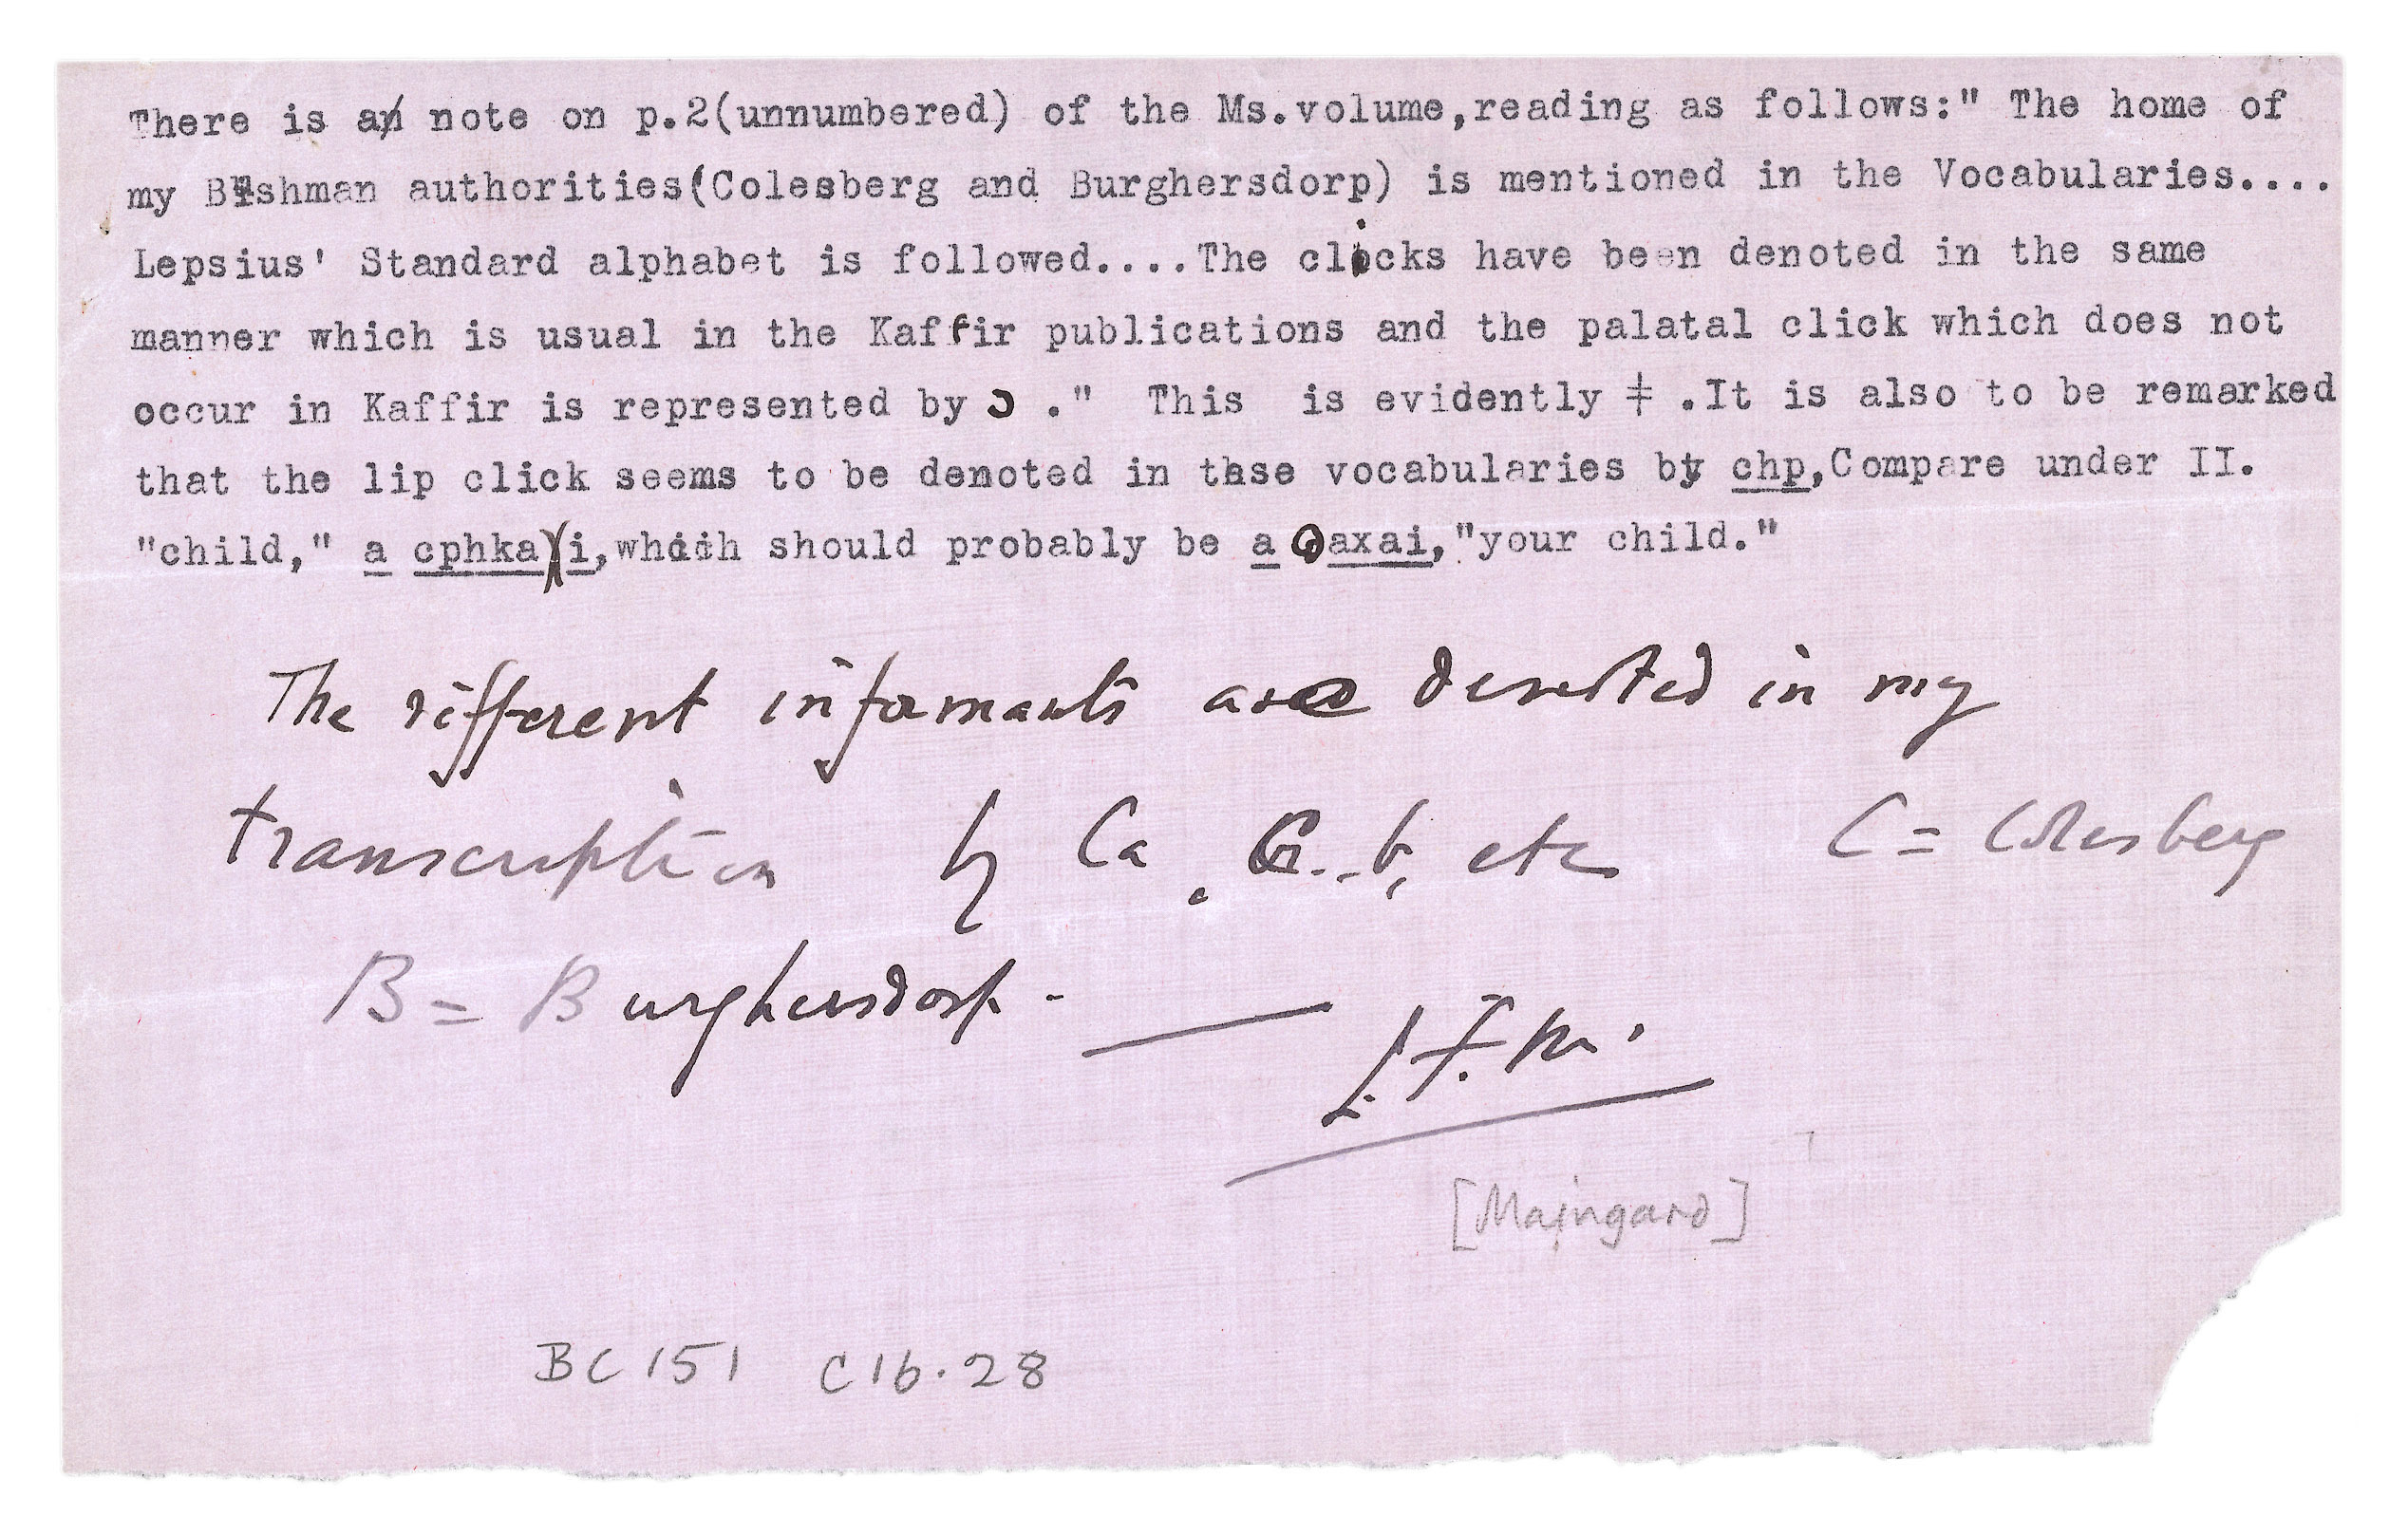 There is a note on p.2(unnumbered) of the Ms.volume,reading as follows:" The home of
my Bushman authorities(Colesberg and Burghersdorp) is mentioned in the Vocabularies....
Lepsius' Standard alphabet is followed....The clicks have been denoted in the same
manner which is usual in the Kaffir publications and the palatal click which does not
occur in Kaffir is represented by ɔ ." This is evidently ǂ .It is also to be remarked
that the lip click seems to be denoted in thse vocabularies by chp,Compare under II.
"child," a cphkaχi,which should probably be a ʘaxai,"your child."
The different informants are denoted in my
transcription by Ca, C..b, etc C = Colesberg
B = Burghersdorp -
L.F.M.
[Maingard]
BC 151 C16.28